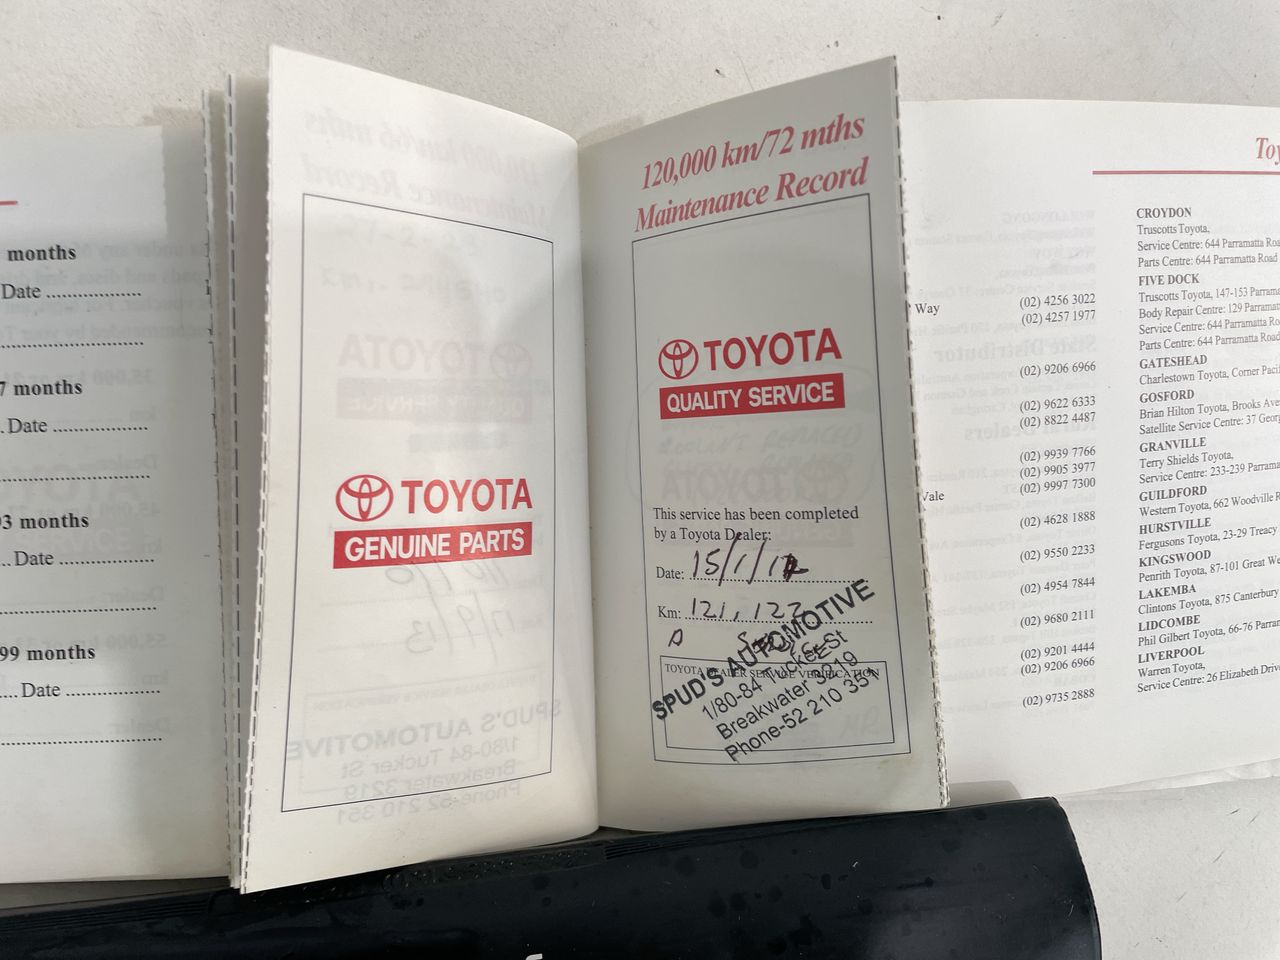 months
Date
7 months
Date
93 months
Date
99 months
Date
TOYOTA
GENUINE PARTS
120,000 km/72 mths
Maintenance Record
TOYOTA
QUALITY SERVICE
This service has been completed
by a Toyota Dealer:
Date: 15/1/12
Km: 121,122
TOYOTA DEALER SERVICE VERIFICATION
SPUD'S AUTOMOTIVE
1/80-84 Tucker St
Breakwater 3219
Phone-52 210 351
Way
(02) 4256 3022
(02) 4257 1977
(02) 9206 6966
(02) 9622 6333
(02) 8822 4487
(02) 9939 7766
(02) 9905 3977
Vale
(02) 9997 7300
(02) 4628 1888
(02) 9550 2233
(02) 4954 7844
(02) 9680 2111
(02) 9201 4444
(02) 9206 6966
(02) 9735 2888
CROYDON
Truscotts Toyota,
Service Centre: 644 Parramatta Roa
Parts Centre: 644 Parramatta Road
FIVE DOCK
Truscotts Toyota, 147-153 Parrama
Body Repair Centre: 129 Parramat
Service Centre: 644 Parramatta Roa
Parts Centre: 644 Parramatta Road
GATESHEAD
Charlestown Toyota, Corner Pacif
GOSFORD
Brian Hilton Toyota, Brooks Ave
Satellite Service Centre: 37 Georg
GRANVILLE
Terry Shields Toyota,
Service Centre: 233-239 Parrama
GUILDFORD
Western Toyota, 662 Woodville R
HURSTVILLE
Fergusons Toyota, 23-29 Treacy
KINGSWOOD
Penrith Toyota, 87-101 Great We
LAKEMBA
Clintons Toyota, 875 Canterbury
LIDCOMBE
Phil Gilbert Toyota, 66-76 Parram
LIVERPOOL
Warren Toyota,
Service Centre: 26 Elizabeth Drive